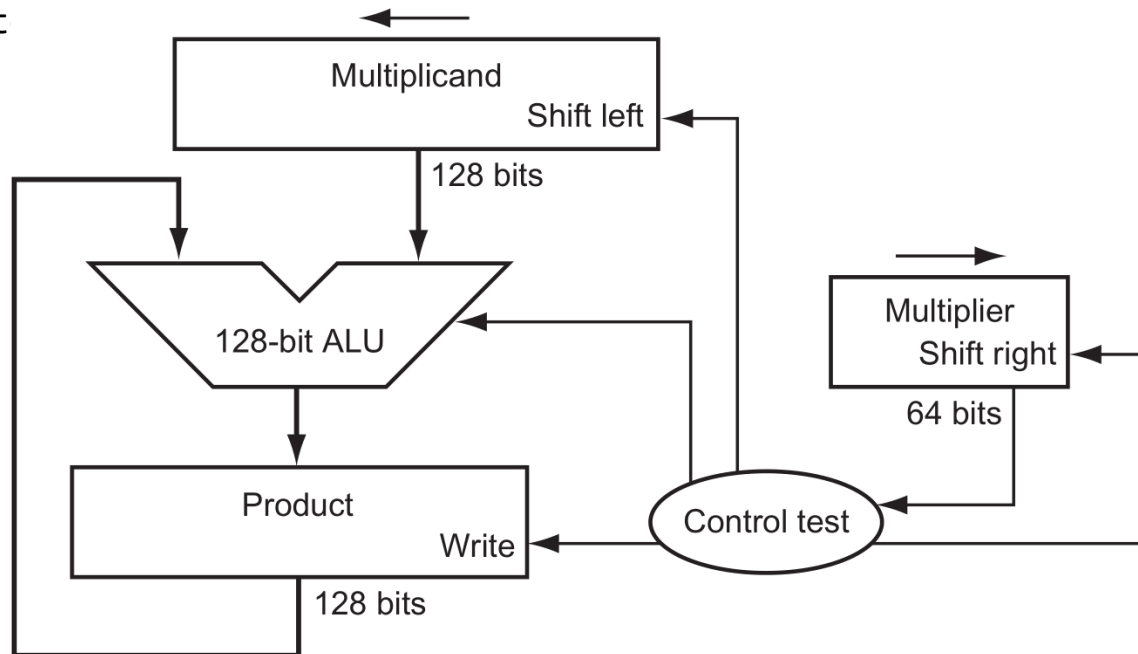 Multiplicand
Shift left
128 bits
128-bit ALU
Multiplier
Shift right
64 bits
Product
Write
Control test
128 bits